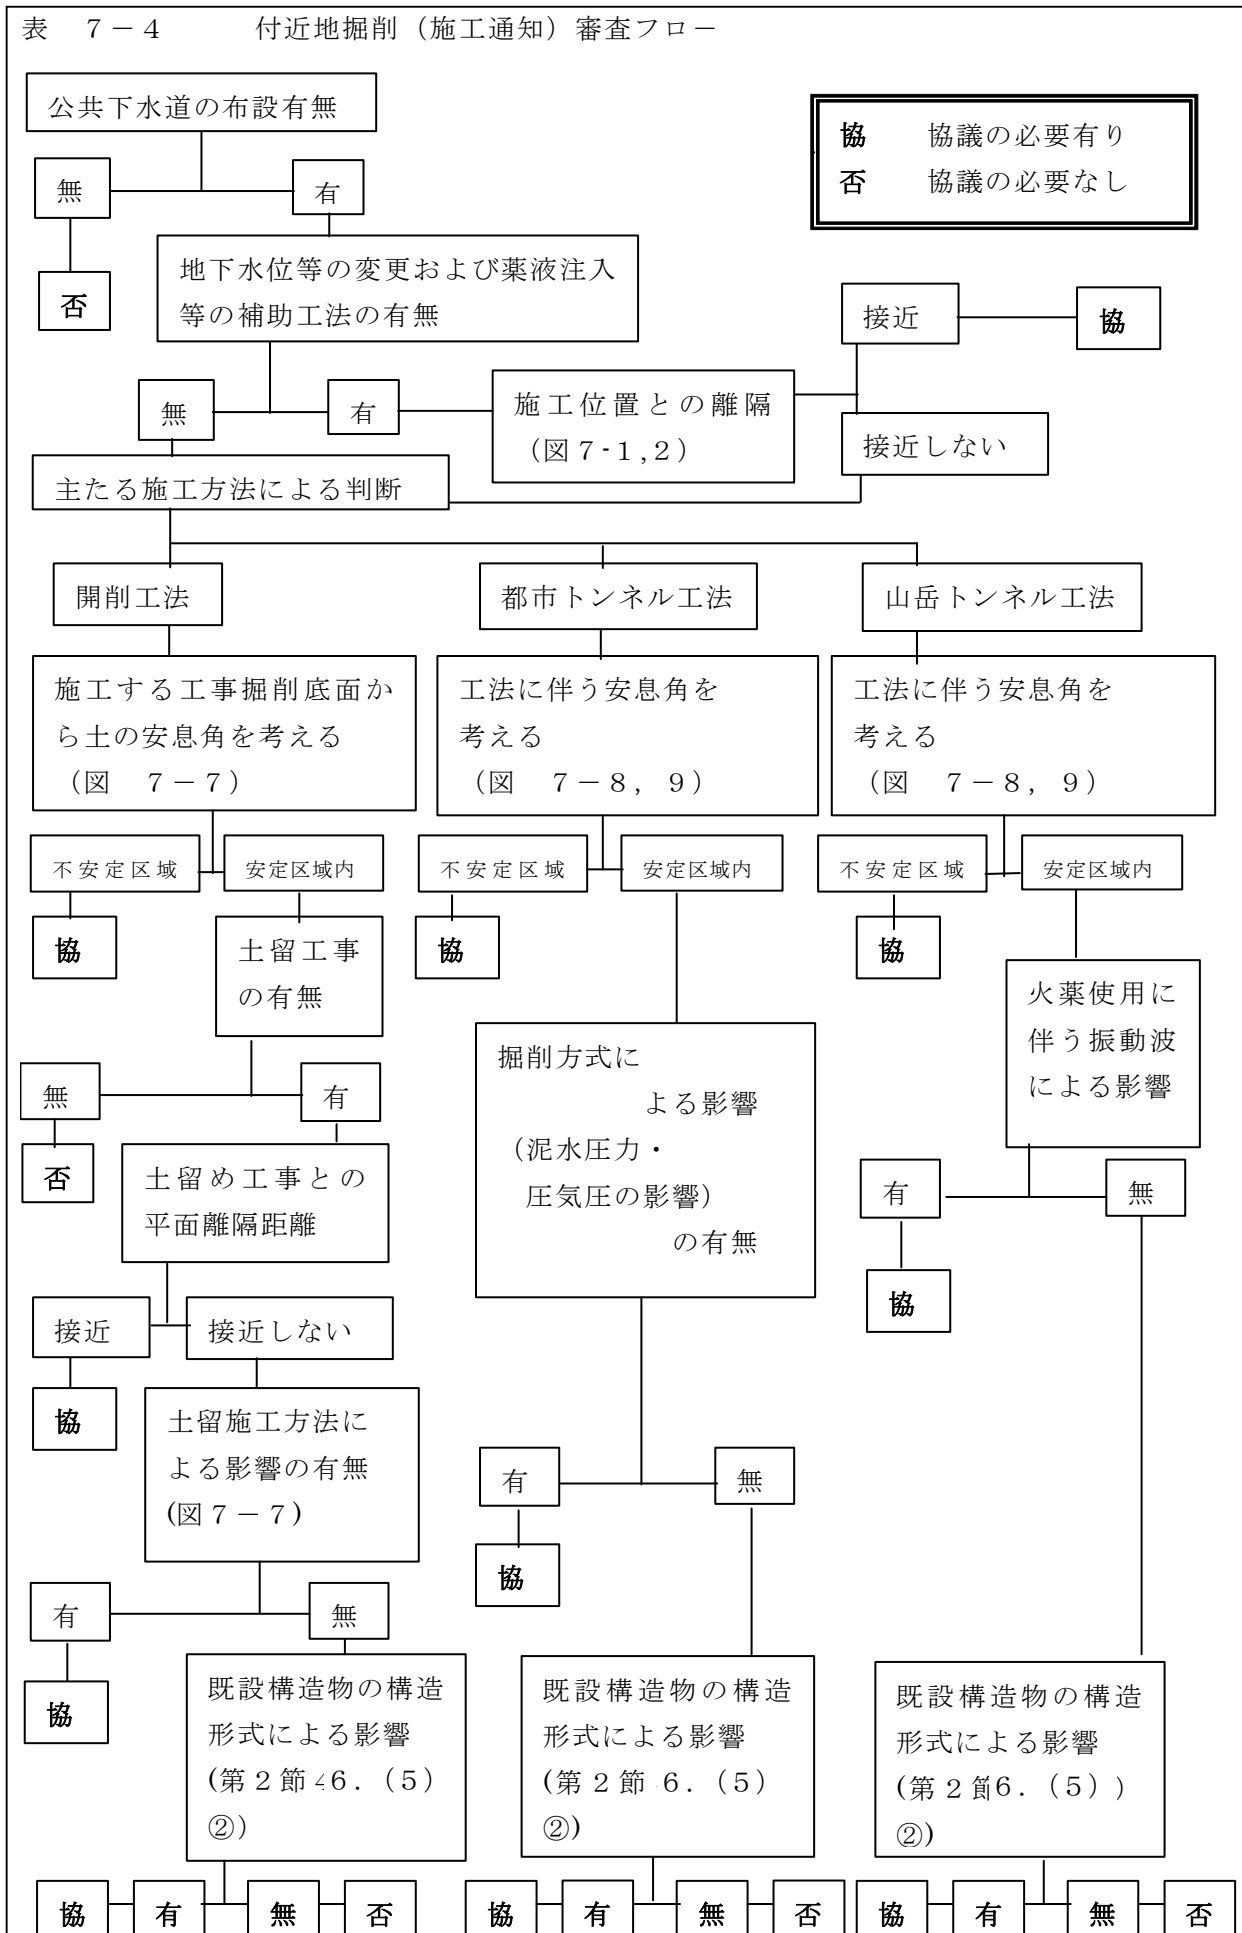 表　７－４　　　付近地掘削（施工通知）審査フロー
公共下水道の布設有無
協　　協議の必要有り
否　　協議の必要なし
無
有
否
地下水位等の変更および薬液注入
等の補助工法の有無
接近
協
無
有
施工位置との離隔
（図７-１,２）
接近しない
主たる施工方法による判断
開削工法
都市トンネル工法
山岳トンネル工法
施工する工事掘削底面か
ら土の安息角を考える
（図　７－７）
工法に伴う安息角を
考える
（図　７－８，９）
工法に伴う安息角を
考える
（図　７－８，９）
不安定区域
安定区域内
不安定区域
安定区域内
不安定区域
安定区域内
協
土留工事
の有無
協
協
火薬使用に
伴う振動波
による影響
掘削方式に
よる影響
（泥水圧力・
圧気圧の影響）
の有無
無
有
否
土留め工事との
平面離隔距離
有
無
協
接近
接近しない
協
土留施工方法に
よる影響の有無
(図７－７)
有
無
協
有
無
協
既設構造物の構造
形式による影響
(第２節 6．（５）
②）
既設構造物の構造
形式による影響
(第２節 6．（５）
②)
既設構造物の構造
形式による影響
(第２節6．（５））
②)
協　有　無　否
協　有　無　否
協　有　無　否